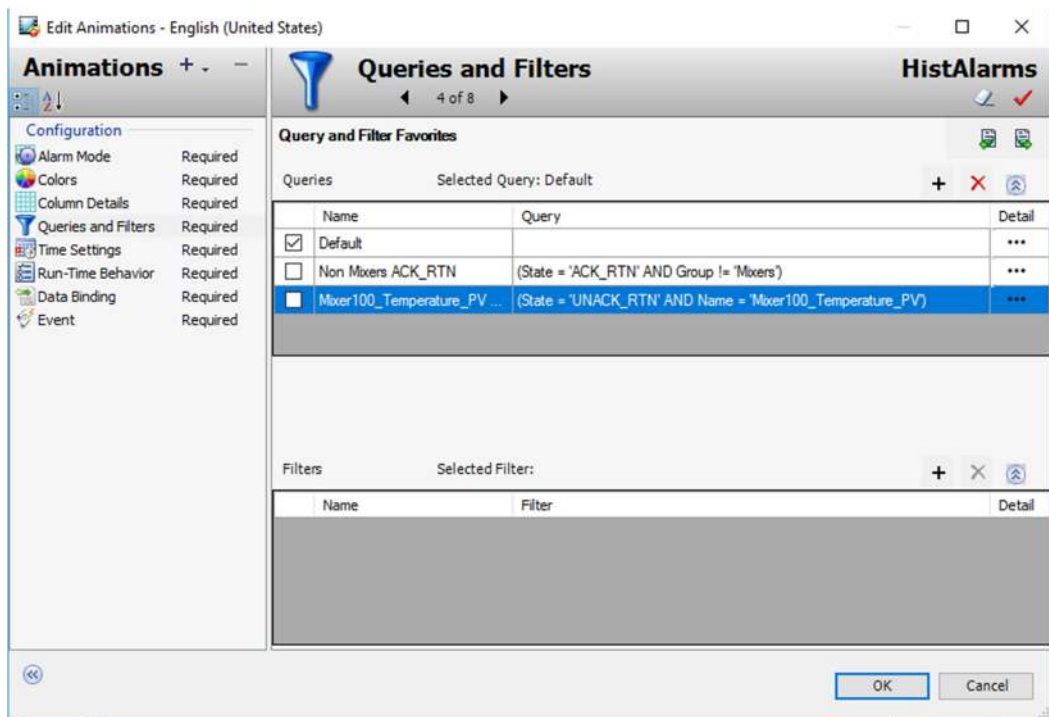 Edit Animations - English (United States)
Animations
Queries and Filters
HistAlarms
4 of 8
Configuration
Alarm Mode Required
Colors Required
Column Details Required
Queries and Filters Required
Time Settings Required
Run-Time Behavior Required
Data Binding Required
Event Required
Query and Filter Favorites
Queries Selected Query: Default
Name Query Detail
Default ...
Non Mixers ACK_RTN (State = 'ACK_RTN' AND Group != 'Mixers') ...
Mixer100_Temperature_PV ... (State = 'UNACK_RTN' AND Name = 'Mixer100_Temperature_PV') ...
Filters Selected Filter:
Name Filter Detail
OK Cancel